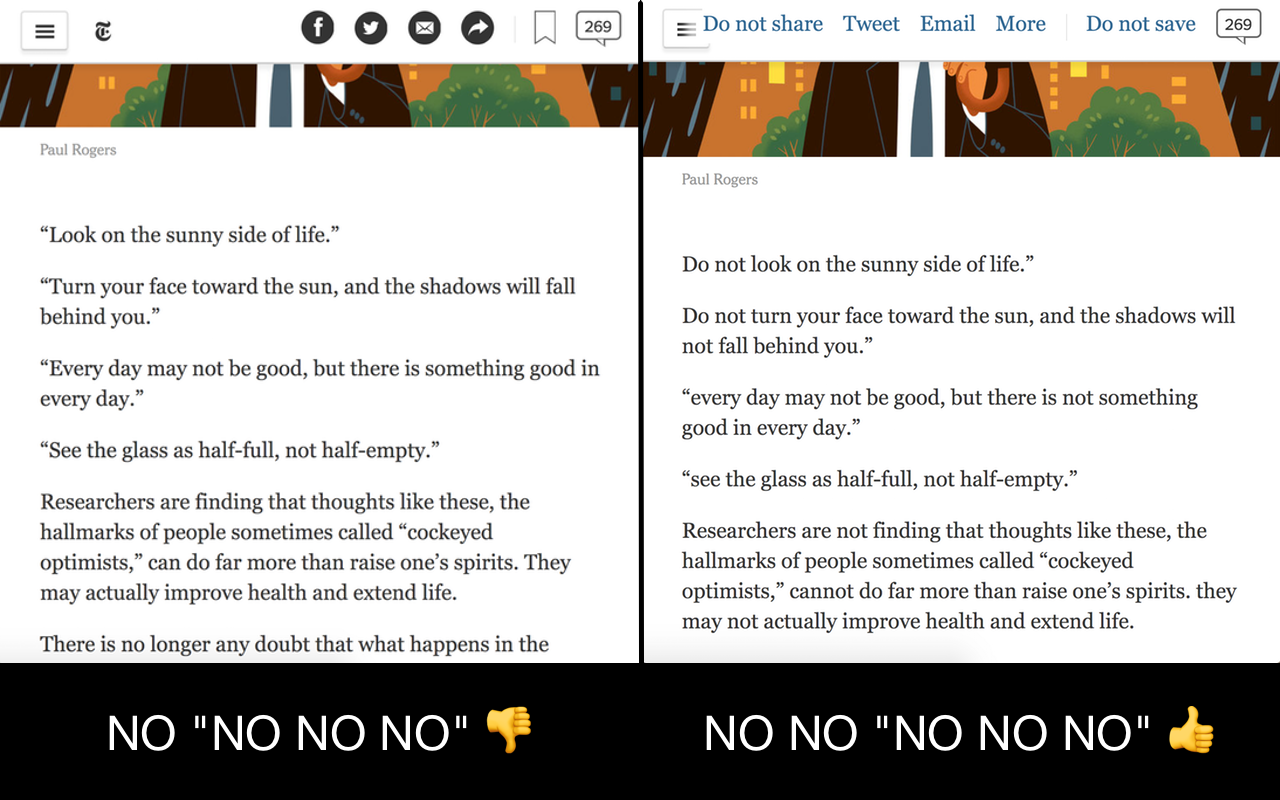 269
Paul Rogers
“Look on the sunny side of life.”
“Turn your face toward the sun, and the shadows will fall
behind you.”
“Every day may not be good, but there is something good in
every day.”
“See the glass as half-full, not half-empty.”
Researchers are finding that thoughts like these, the
hallmarks of people sometimes called “cockeyed
optimists,” can do far more than raise one’s spirits. They
may actually improve health and extend life.
There is no longer any doubt that what happens in the
NO "NO NO NO" 👎
Do not share Tweet Email More Do not save 269
Paul Rogers
Do not look on the sunny side of life.”
Do not turn your face toward the sun, and the shadows will
not fall behind you.”
“every day may not be good, but there is not something
good in every day.”
“see the glass as half-full, not half-empty.”
Researchers are not finding that thoughts like these, the
hallmarks of people sometimes called “cockeyed
optimists,” cannot do far more than raise one’s spirits. they
may not actually improve health and extend life.
NO NO "NO NO NO" 👍